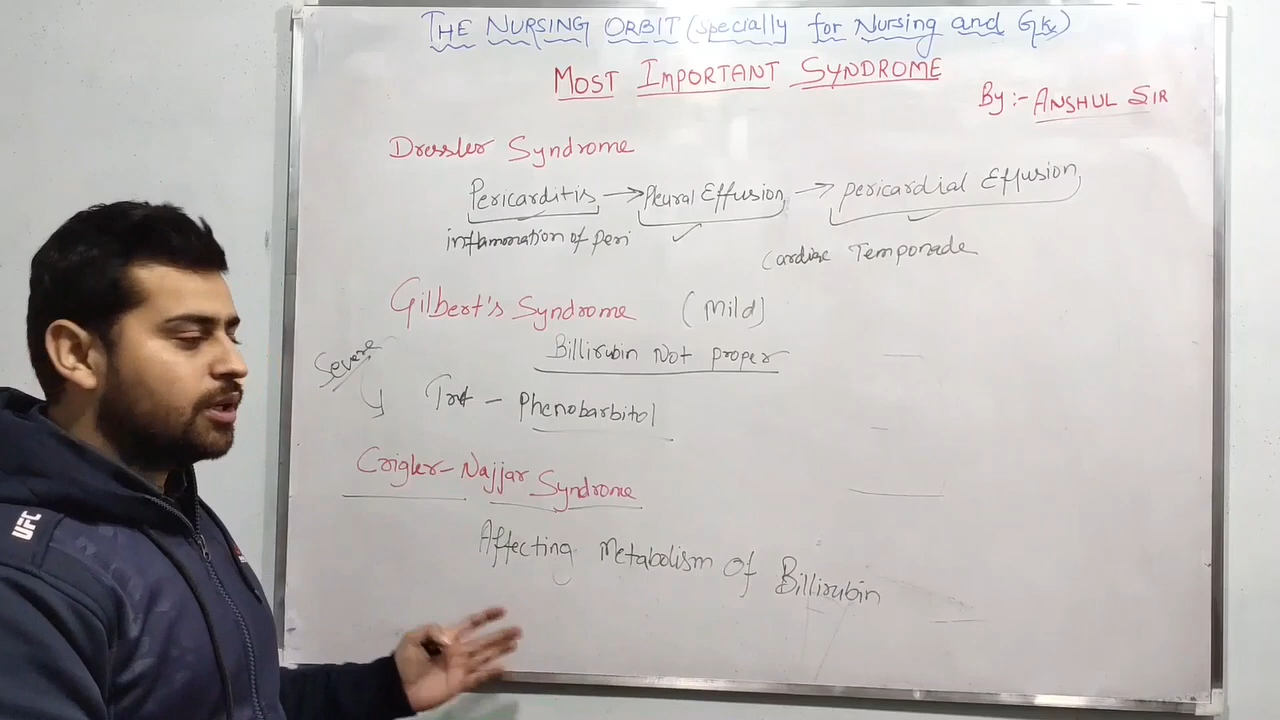 THE NURSING ORBIT (specially for Nursing and GK)
MOST IMPORTANT SYNDROME
By :- ANSHUL SIR
Dressler Syndrome
Pericarditis → Pleural Effusion → pericardial Effusion
inflammation of Peri
Cardiac Temponade
Gilbert's Syndrome (Mild)
Billirubin Not proper
Severe
Trt - Phenobarbitol
Crigler-Najjar Syndrome
Affecting Metabolism Of Billirubin
UFC